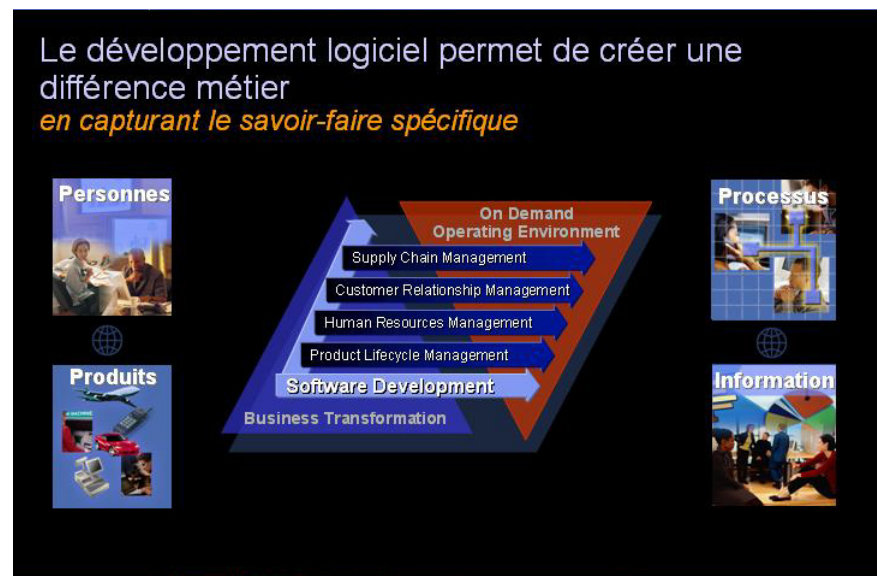 Le développement logiciel permet de créer une
différence métier
en capturant le savoir-faire spécifique
Personnes
Processus
On Demand
Operating Environment
Supply Chain Management
Customer Relationship Management
Human Resources Management
Product Lifecycle Management
Software Development
Business Transformation
Produits
Information